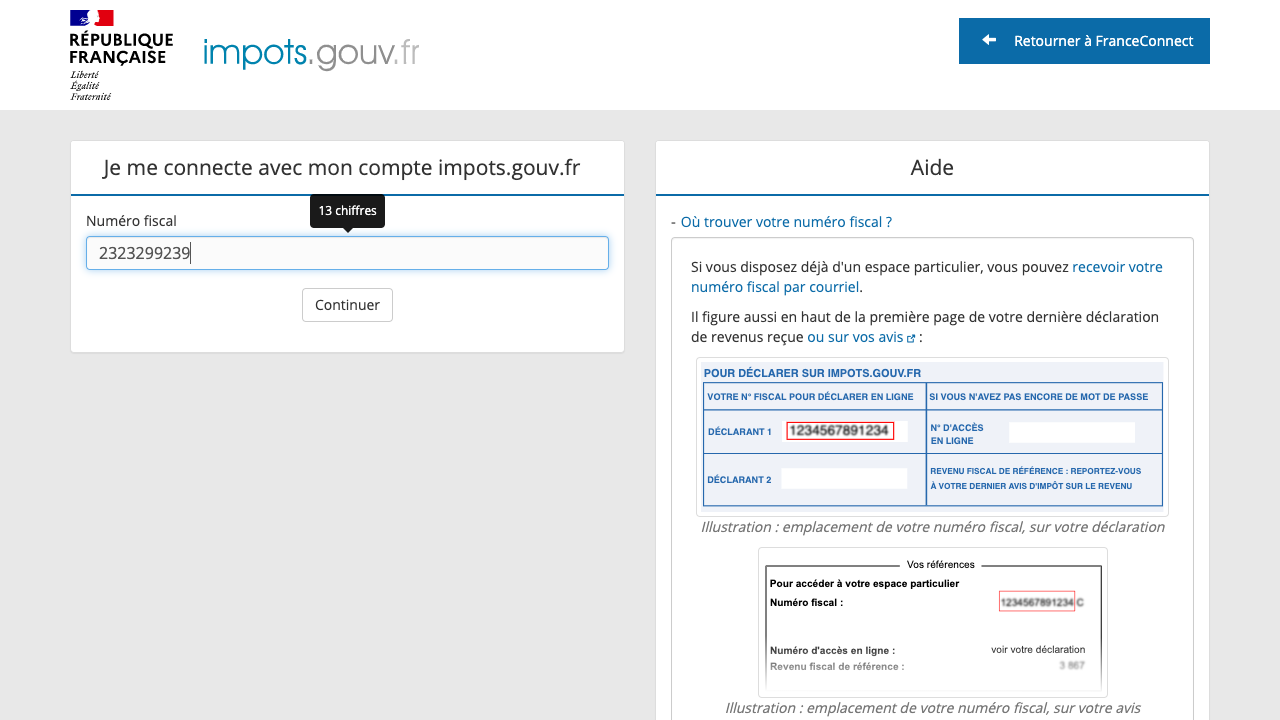 RÉPUBLIQUE
FRANÇAISE
Liberté
Égalité
Fraternité
impots.gouv.fr
Retourner à FranceConnect
Je me connecte avec mon compte impots.gouv.fr
13 chiffres
Numéro fiscal
2323299239
Continuer
Aide
- Où trouver votre numéro fiscal ?
Si vous disposez déjà d'un espace particulier, vous pouvez recevoir votre
numéro fiscal par courriel.
Il figure aussi en haut de la première page de votre dernière déclaration
de revenus reçue ou sur vos avis :
POUR DÉCLARER SUR IMPOTS.GOUV.FR
VOTRE N° FISCAL POUR DÉCLARER EN LIGNE
SI VOUS N'AVEZ PAS ENCORE DE MOT DE PASSE
DÉCLARANT 1
1234567891234
N° D'ACCÈS
EN LIGNE
DÉCLARANT 2
REVENU FISCAL DE RÉFÉRENCE : REPORTEZ-VOUS
À VOTRE DERNIER AVIS D'IMPÔT SUR LE REVENU
Illustration : emplacement de votre numéro fiscal, sur votre déclaration
Vos références
Pour accéder à votre espace particulier
Numéro fiscal :
1234567891234 C
Numéro d'accès en ligne :
voir votre déclaration
Revenu fiscal de référence :
3 867
Illustration : emplacement de votre numéro fiscal, sur votre avis